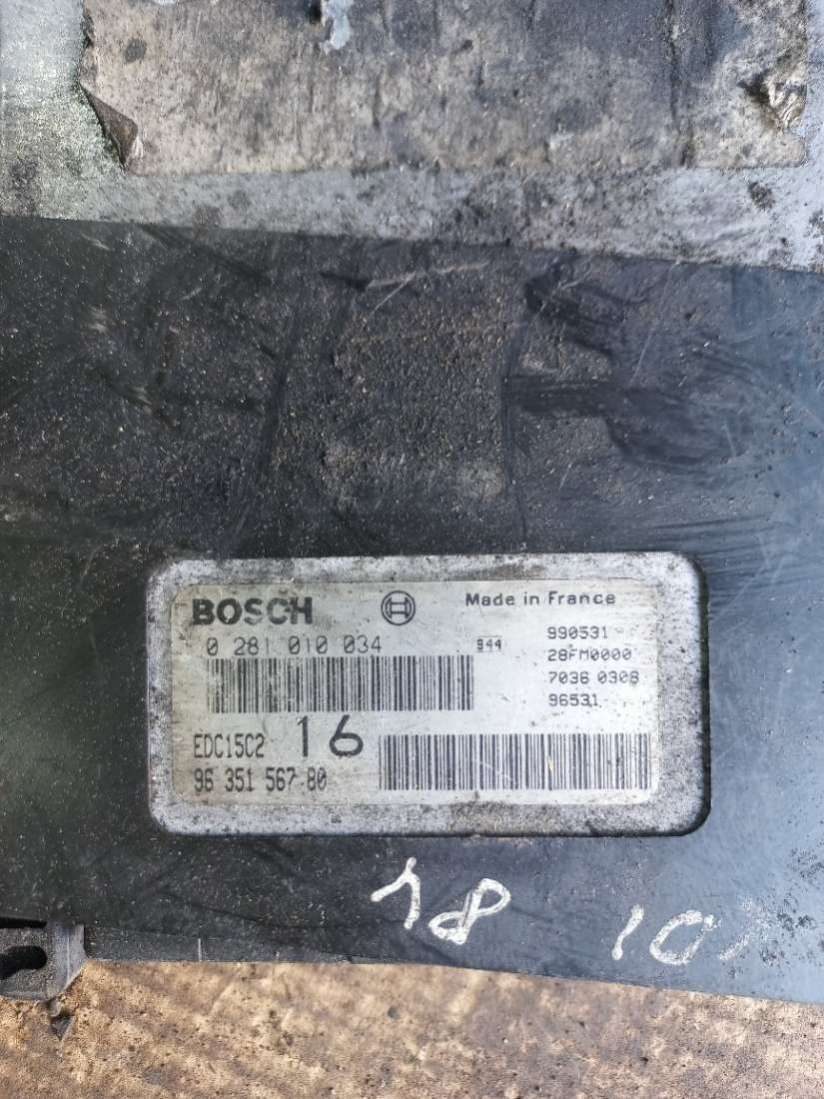 BOSCH Made in France
0 281 010 034 944 990531
28FM0000
7036 0308
96531
EDC15C2 16
96 351 567 80
18